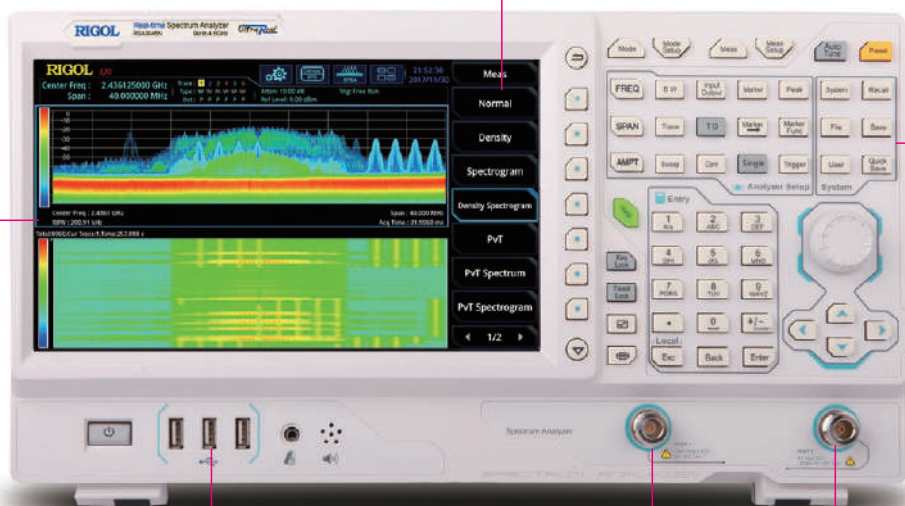 RIGOL
Real-time Spectrum Analyzer
UltraReal
RIGOL
Center Freq : 2.436125000 GHz
Span : 40.000000 MHz
Atten: 10.00 dB
Ref Level: 0.00 dBm
Trig: Free Run
21:52:36
2017/11/30
Center Freq : 2.4361 GHz
Span : 40.000 MHz
Meas
Normal
Density
Spectrogram
Density Spectrogram
PvT
PvT Spectrum
PvT Spectrogram
1/2
Mode
Mode Setup
Meas
Meas Setup
Auto Tune
Preset
FREQ
BW
Input Output
Marker
Peak
System
Recall
SPAN
Trace
TG
Marker
Marker Func
File
Save
AMPT
Sweep
Single
Trigger
User
Quick Save
Analyzer Setup
System
Entry
1
2 ABC
3 DEF
4 GHI
5 JKL
6 MNO
7 PQRS
8 TUV
9 WXYZ
.
0
+/-
Key Lock
Touch Lock
Local
Esc
Back
Enter
Spectrum Analyzer